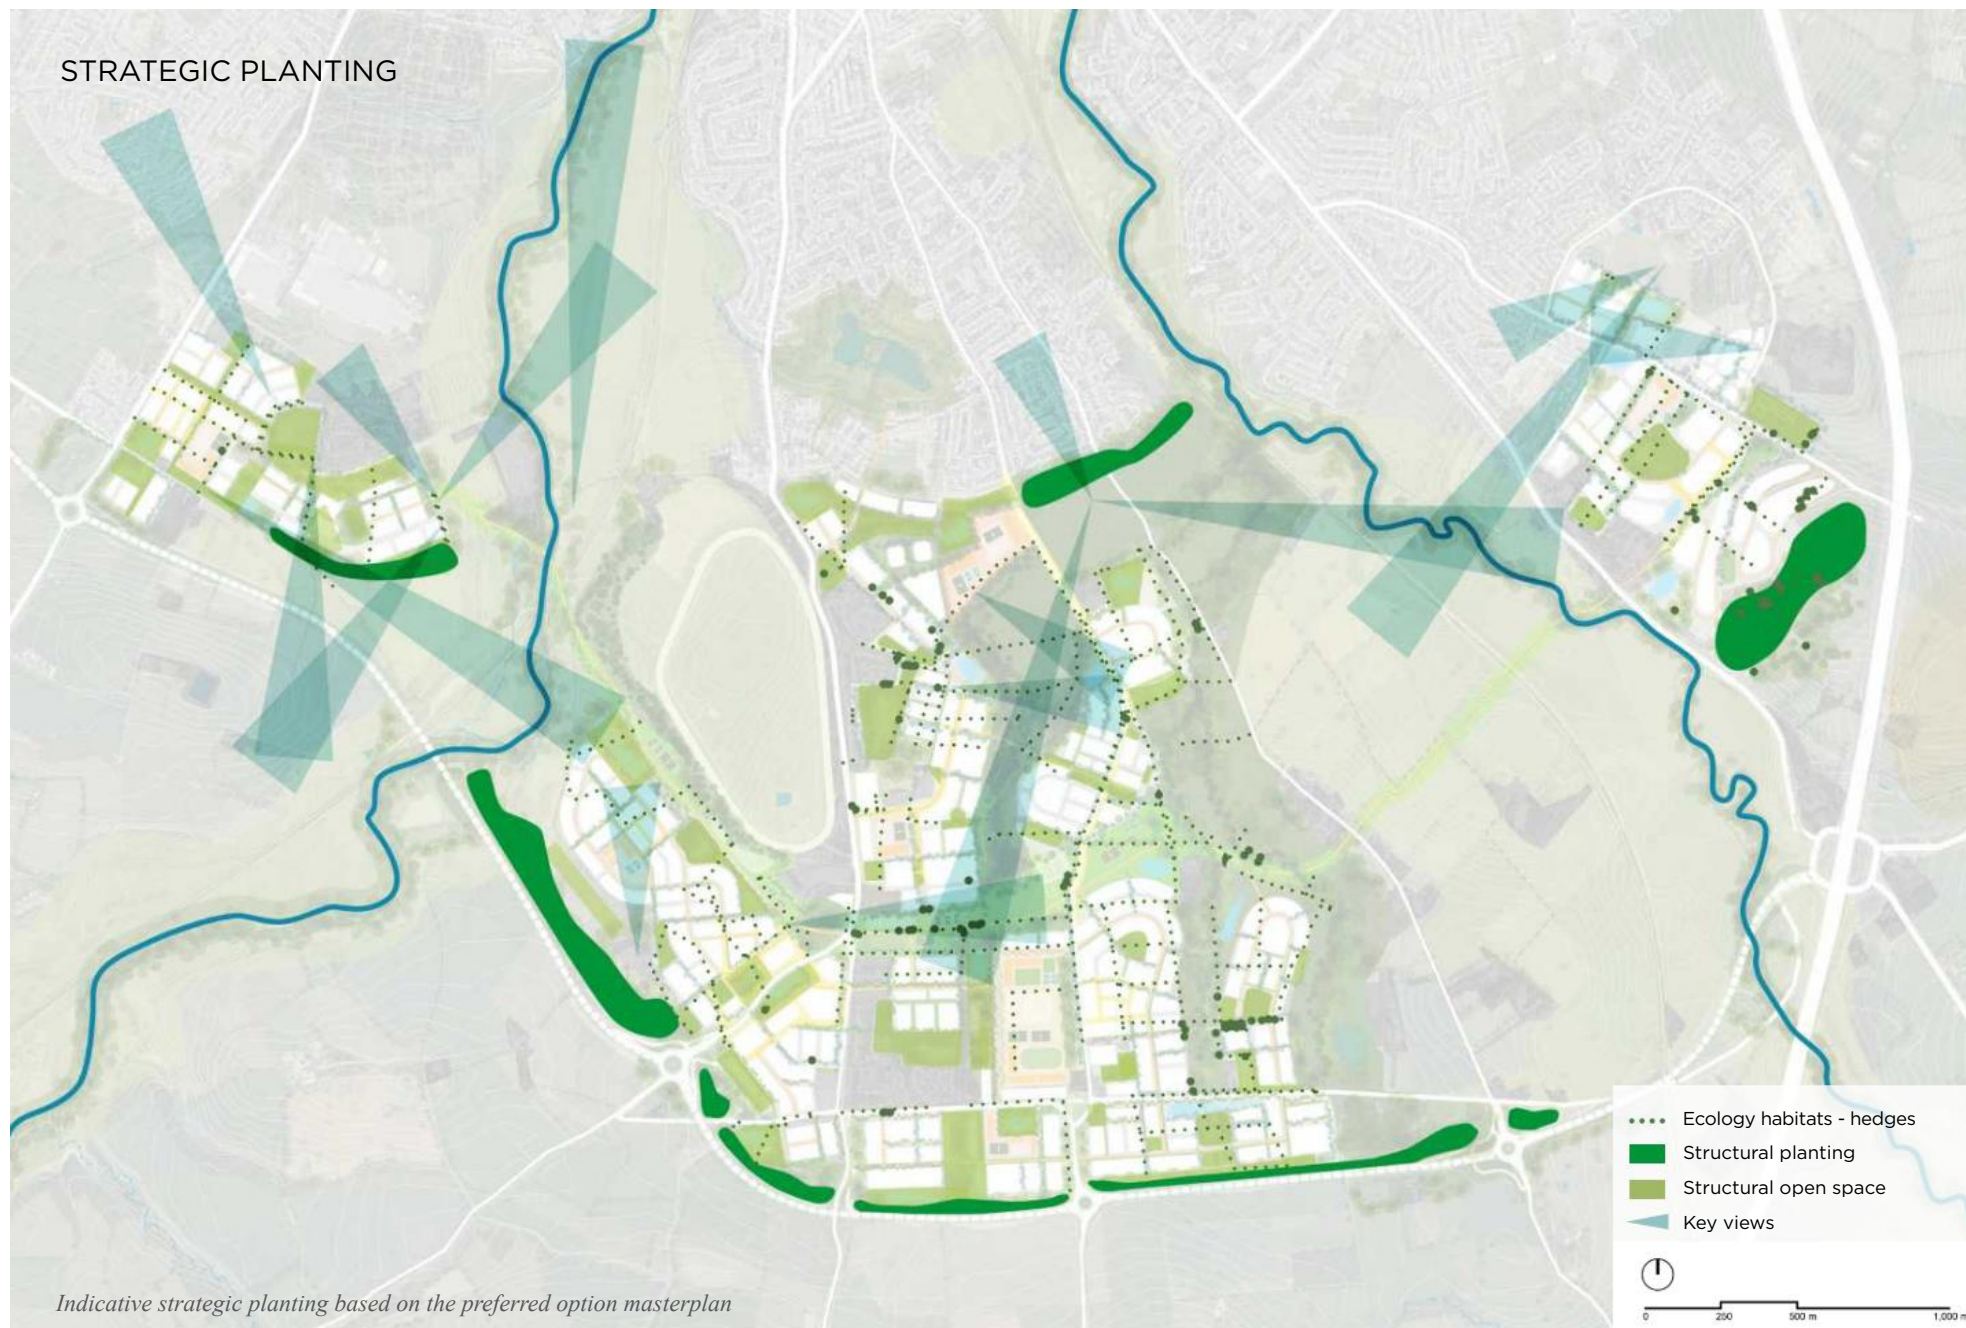 STRATEGIC PLANTING
Ecology habitats - hedges
Structural planting
Structural open space
Key views
0 250 500 m 1,000 m
Indicative strategic planting based on the preferred option masterplan